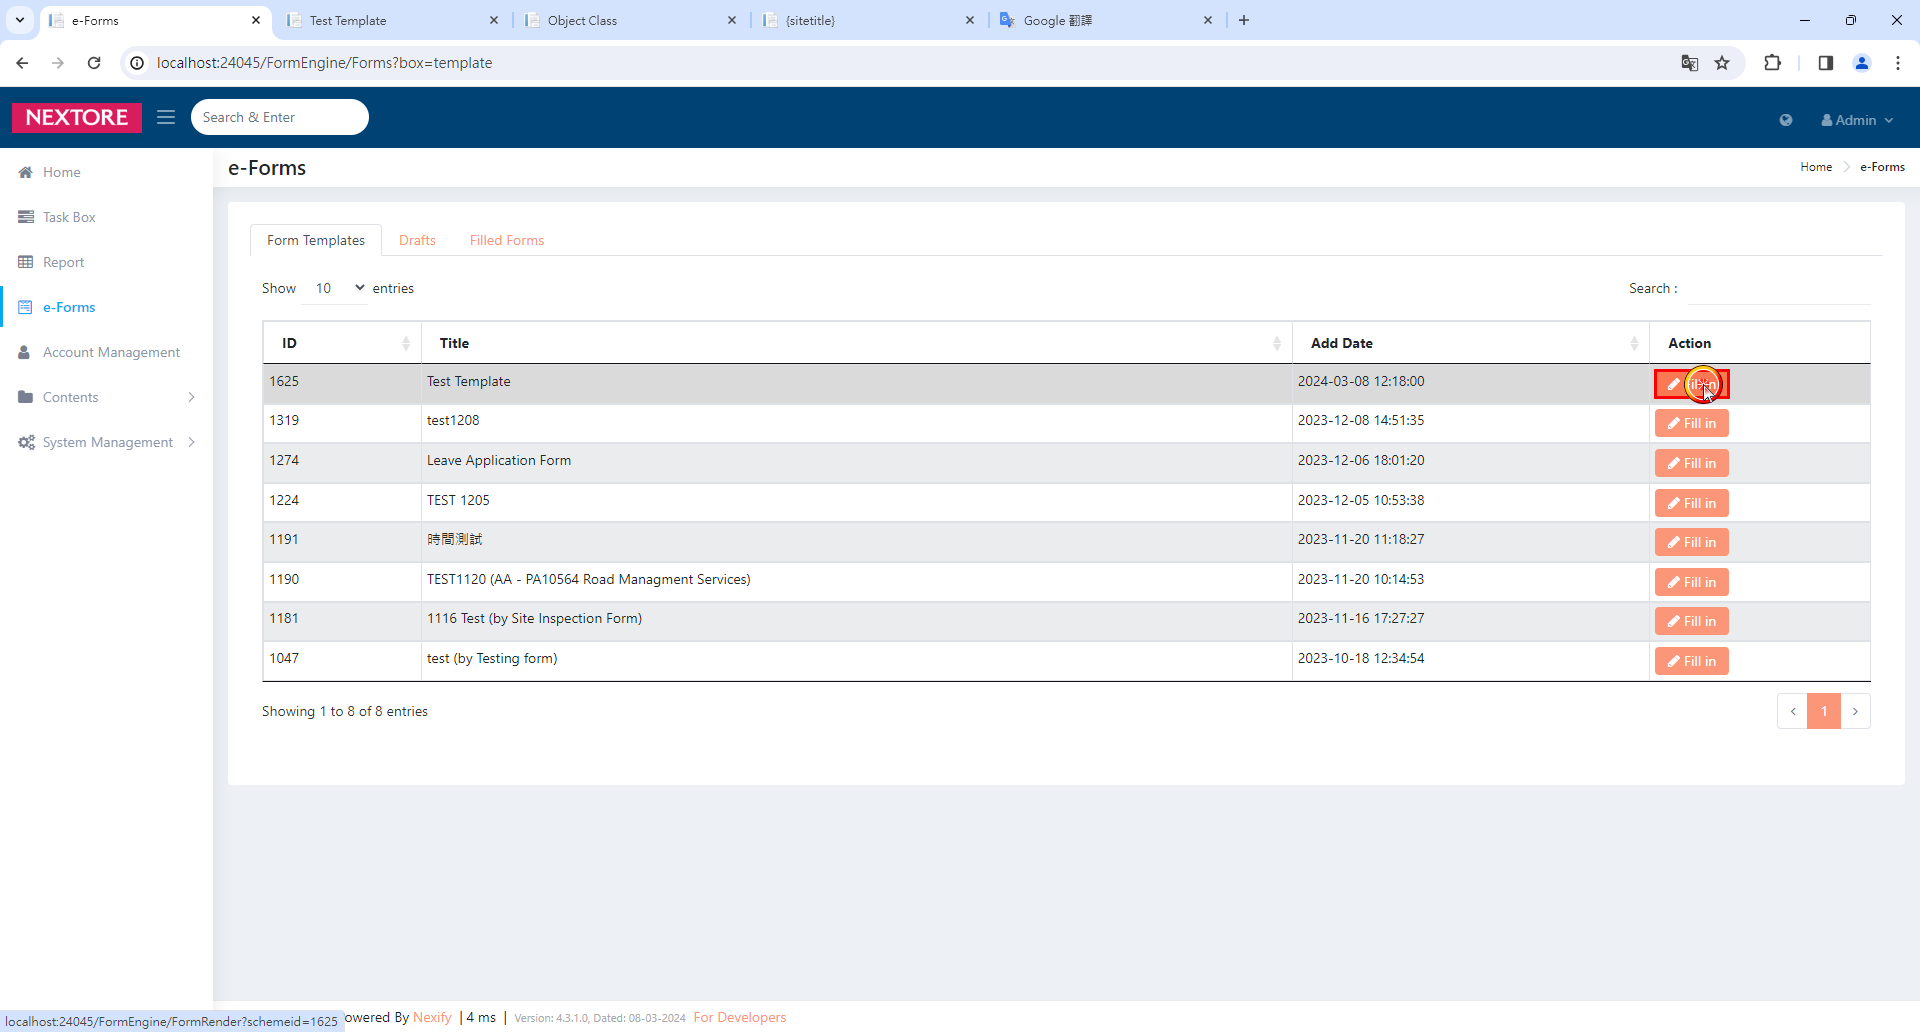 e-Forms
Test Template
Object Class
{sitetitle}
Google 翻譯
localhost:24045/FormEngine/Forms?box=template
NEXTORE
Search & Enter
Admin
Home
Task Box
Report
e-Forms
Account Management
Contents
System Management
e-Forms
Home
e-Forms
Form Templates Drafts Filled Forms
Show 10 entries
Search :
ID Title Add Date Action
1625 Test Template 2024-03-08 12:18:00
1319 test1208 2023-12-08 14:51:35 Fill in
1274 Leave Application Form 2023-12-06 18:01:20 Fill in
1224 TEST 1205 2023-12-05 10:53:38 Fill in
1191 時間測試 2023-11-20 11:18:27 Fill in
1190 TEST1120 (AA - PA10564 Road Managment Services) 2023-11-20 10:14:53 Fill in
1181 1116 Test (by Site Inspection Form) 2023-11-16 17:27:27 Fill in
1047 test (by Testing form) 2023-10-18 12:34:54 Fill in
Showing 1 to 8 of 8 entries
1
localhost:24045/FormEngine/FormRender?schemeid=1625
owered By Nexify | 4 ms | Version: 4.3.1.0, Dated: 08-03-2024 For Developers